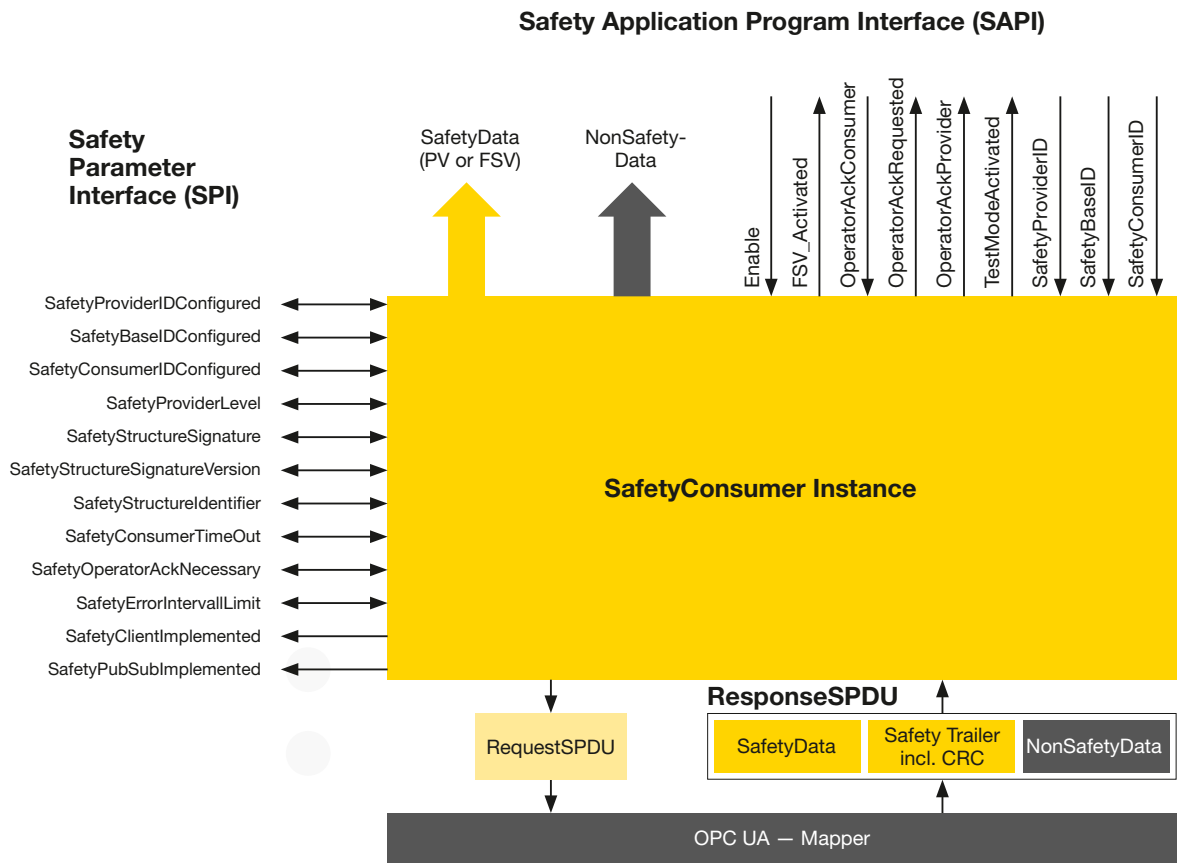 Safety Application Program Interface (SAPI)
Safety
Parameter
Interface (SPI)
SafetyData
(PV or FSV)
NonSafety-
Data
Enable
FSV_Activated
OperatorAckConsumer
OperatorAckRequested
OperatorAckProvider
TestModeActivated
SafetyProviderID
SafetyBaseID
SafetyConsumerID
SafetyProviderIDConfigured
SafetyBaseIDConfigured
SafetyConsumerIDConfigured
SafetyProviderLevel
SafetyStructureSignature
SafetyStructureSignatureVersion
SafetyStructureIdentifier
SafetyConsumerTimeOut
SafetyOperatorAckNecessary
SafetyErrorIntervallLimit
SafetyClientImplemented
SafetyPubSubImplemented
SafetyConsumer Instance
RequestSPDU
ResponseSPDU
SafetyData
Safety Trailer
incl. CRC
NonSafetyData
OPC UA — Mapper